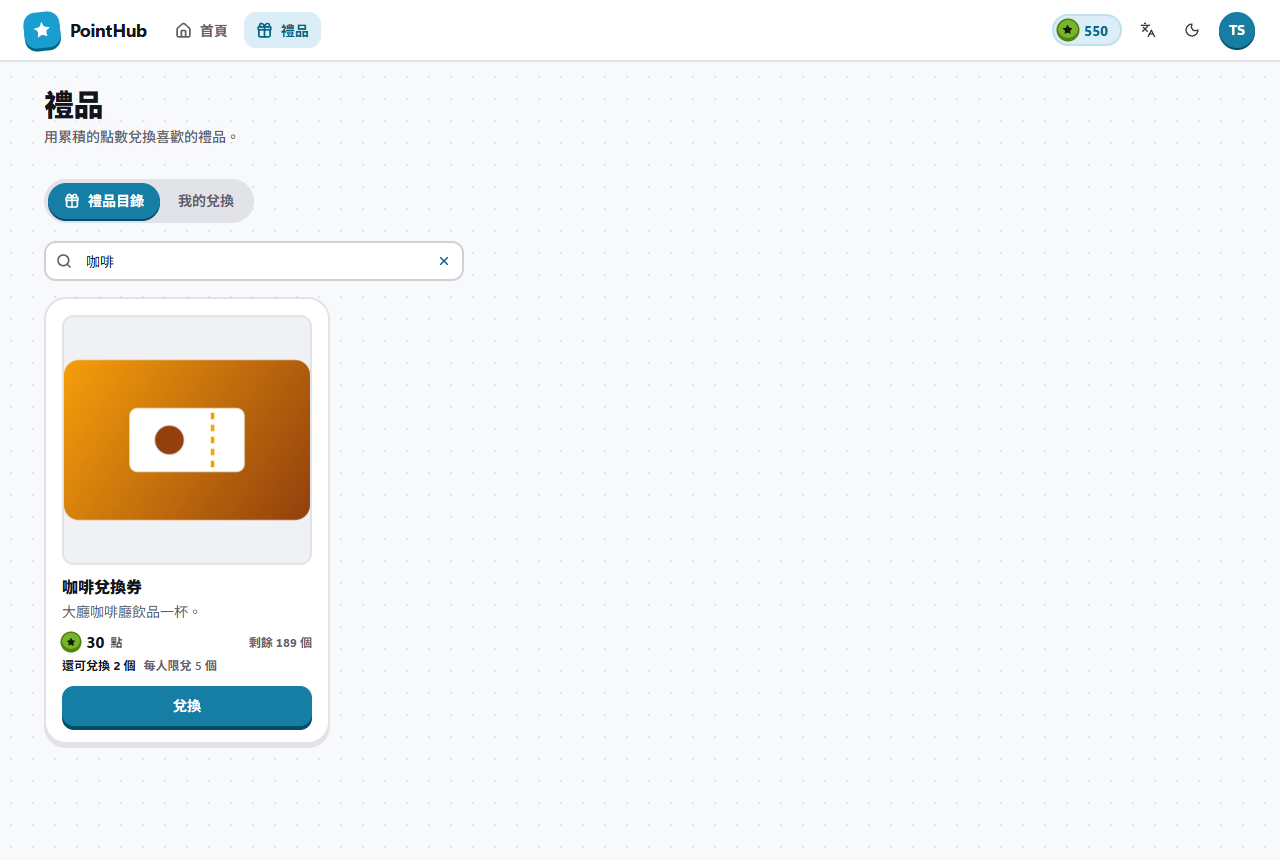 PointHub
首頁
禮品
550
TS
禮品
用累積的點數兌換喜歡的禮品。
禮品目錄
我的兌換
咖啡
咖啡兌換券
大廳咖啡廳飲品一杯。
30 點
剩餘 189 個
還可兌換 2 個 每人限兌 5 個
兌換